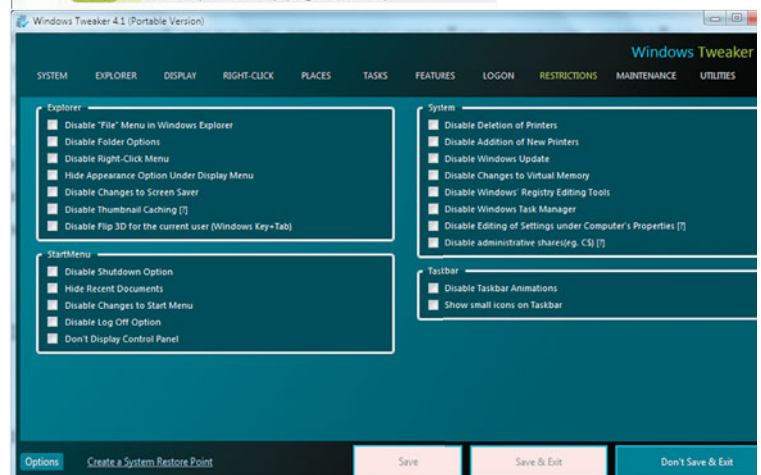 Windows Tweaker 4.1 (Portable Version)
Windows Tweaker
SYSTEM EXPLORER DISPLAY RIGHT-CLICK PLACES TASKS FEATURES LOGON RESTRICTIONS MAINTENANCE UTILITIES
Explorer
Disable "File" Menu in Windows Explorer
Disable Folder Options
Disable Right-Click Menu
Hide Appearance Option Under Display Menu
Disable Changes to Screen Saver
Disable Thumbnail Caching [?]
Disable Flip 3D for the current user (Windows Key+Tab)
StartMenu
Disable Shutdown Option
Hide Recent Documents
Disable Changes to Start Menu
Disable Log Off Option
Don't Display Control Panel
System
Disable Deletion of Printers
Disable Addition of New Printers
Disable Windows Update
Disable Changes to Virtual Memory
Disable Windows' Registry Editing Tools
Disable Windows Task Manager
Disable Editing of Settings under Computer's Properties [?]
Disable administrative shares(eg. C$) [?]
Taskbar
Disable Taskbar Animations
Show small icons on Taskbar
Options Create a System Restore Point Save Save & Exit Don't Save & Exit